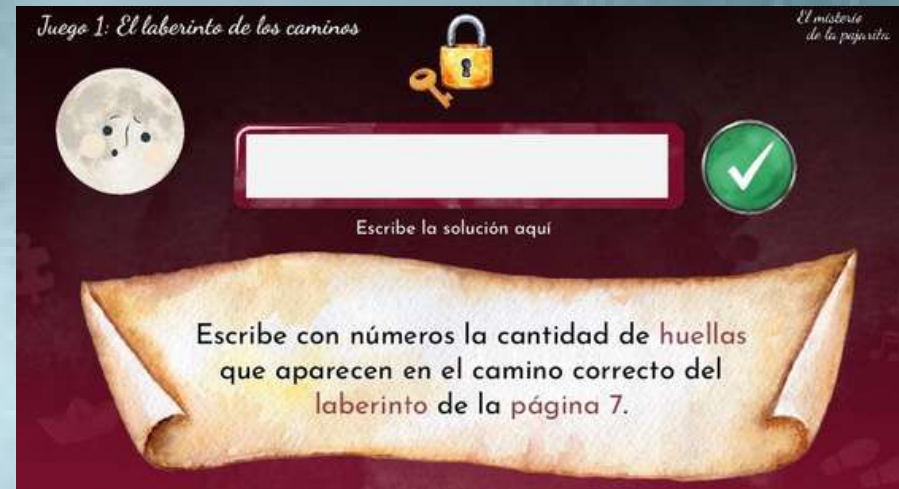 Juego 1: El laberinto de los caminos
El misterio
de la pajarita
Escribe la solución aquí
Escribe con números la cantidad de huellas
que aparecen en el camino correcto del
laberinto de la página 7.